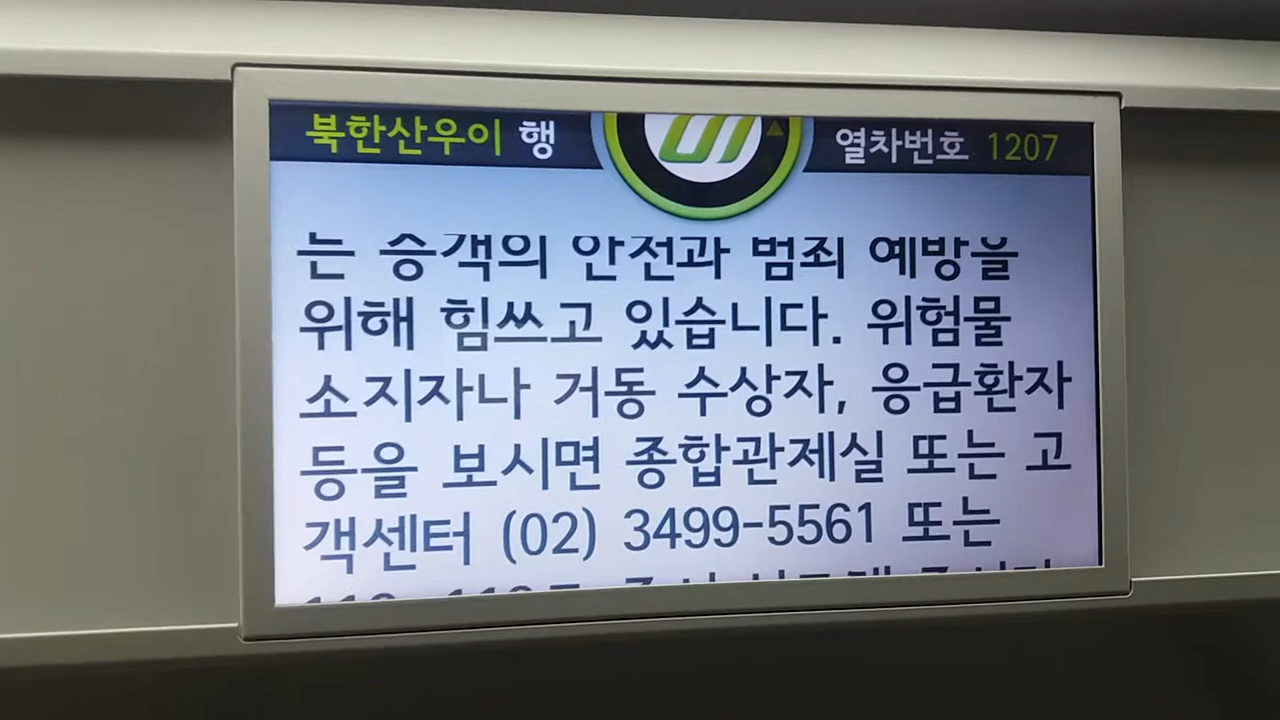 북한산우이 행
열차번호 1207
는 승객의 안전과 범죄 예방을
위해 힘쓰고 있습니다. 위험물
소지자나 거동 수상자, 응급환자
등을 보시면 종합관제실 또는 고
객센터 (02) 3499-5561 또는